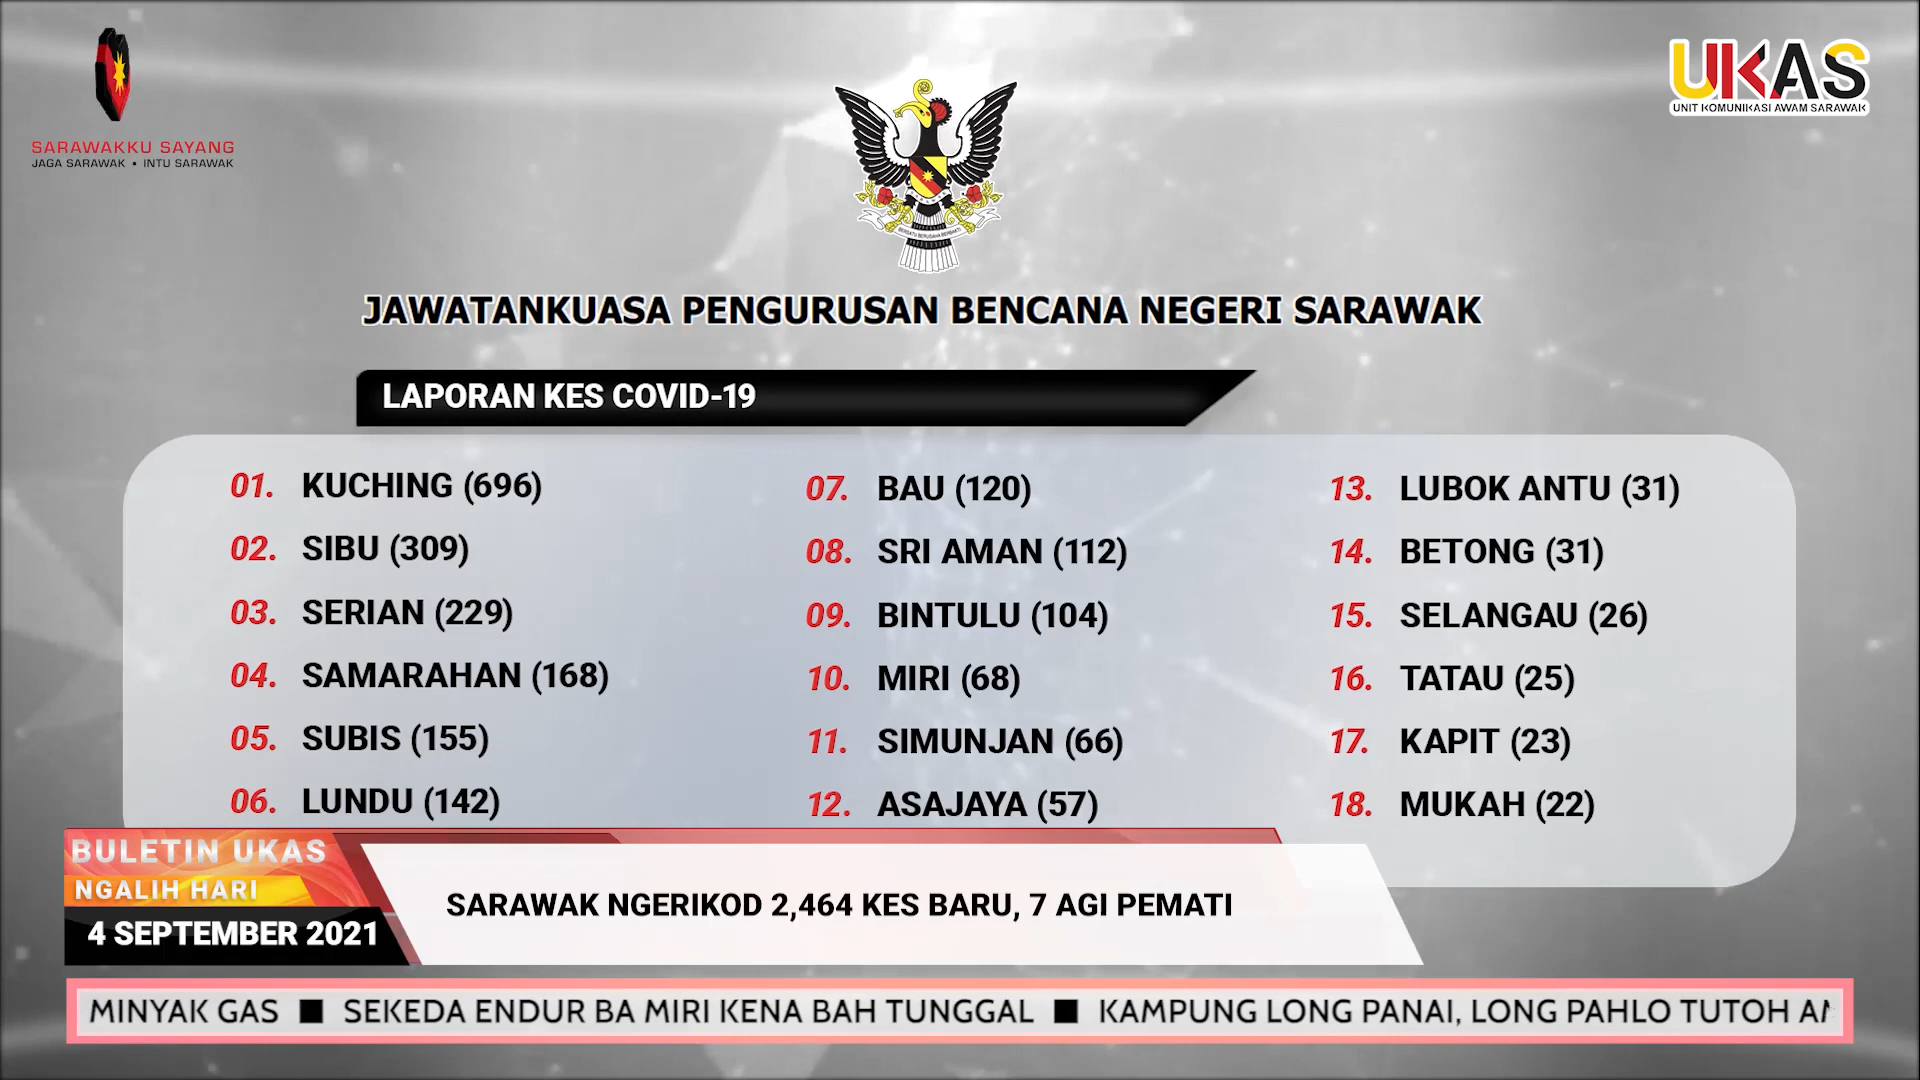 SARAWAKKU SAYANG
JAGA SARAWAK • INTU SARAWAK
UKAS
UNIT KOMUNIKASI AWAM SARAWAK
BERSATU BERUSAHA BERBAKTI
JAWATANKUASA PENGURUSAN BENCANA NEGERI SARAWAK
LAPORAN KES COVID-19
01. KUCHING (696)
02. SIBU (309)
03. SERIAN (229)
04. SAMARAHAN (168)
05. SUBIS (155)
06. LUNDU (142)
07. BAU (120)
08. SRI AMAN (112)
09. BINTULU (104)
10. MIRI (68)
11. SIMUNJAN (66)
12. ASAJAYA (57)
13. LUBOK ANTU (31)
14. BETONG (31)
15. SELANGAU (26)
16. TATAU (25)
17. KAPIT (23)
18. MUKAH (22)
BULETIN UKAS
NGALIH HARI
4 SEPTEMBER 2021
SARAWAK NGERIKOD 2,464 KES BARU, 7 AGI PEMATI
MINYAK GAS ■ SEKEDA ENDUR BA MIRI KENA BAH TUNGGAL ■ KAMPUNG LONG PANAI, LONG PAHLO TUTOH